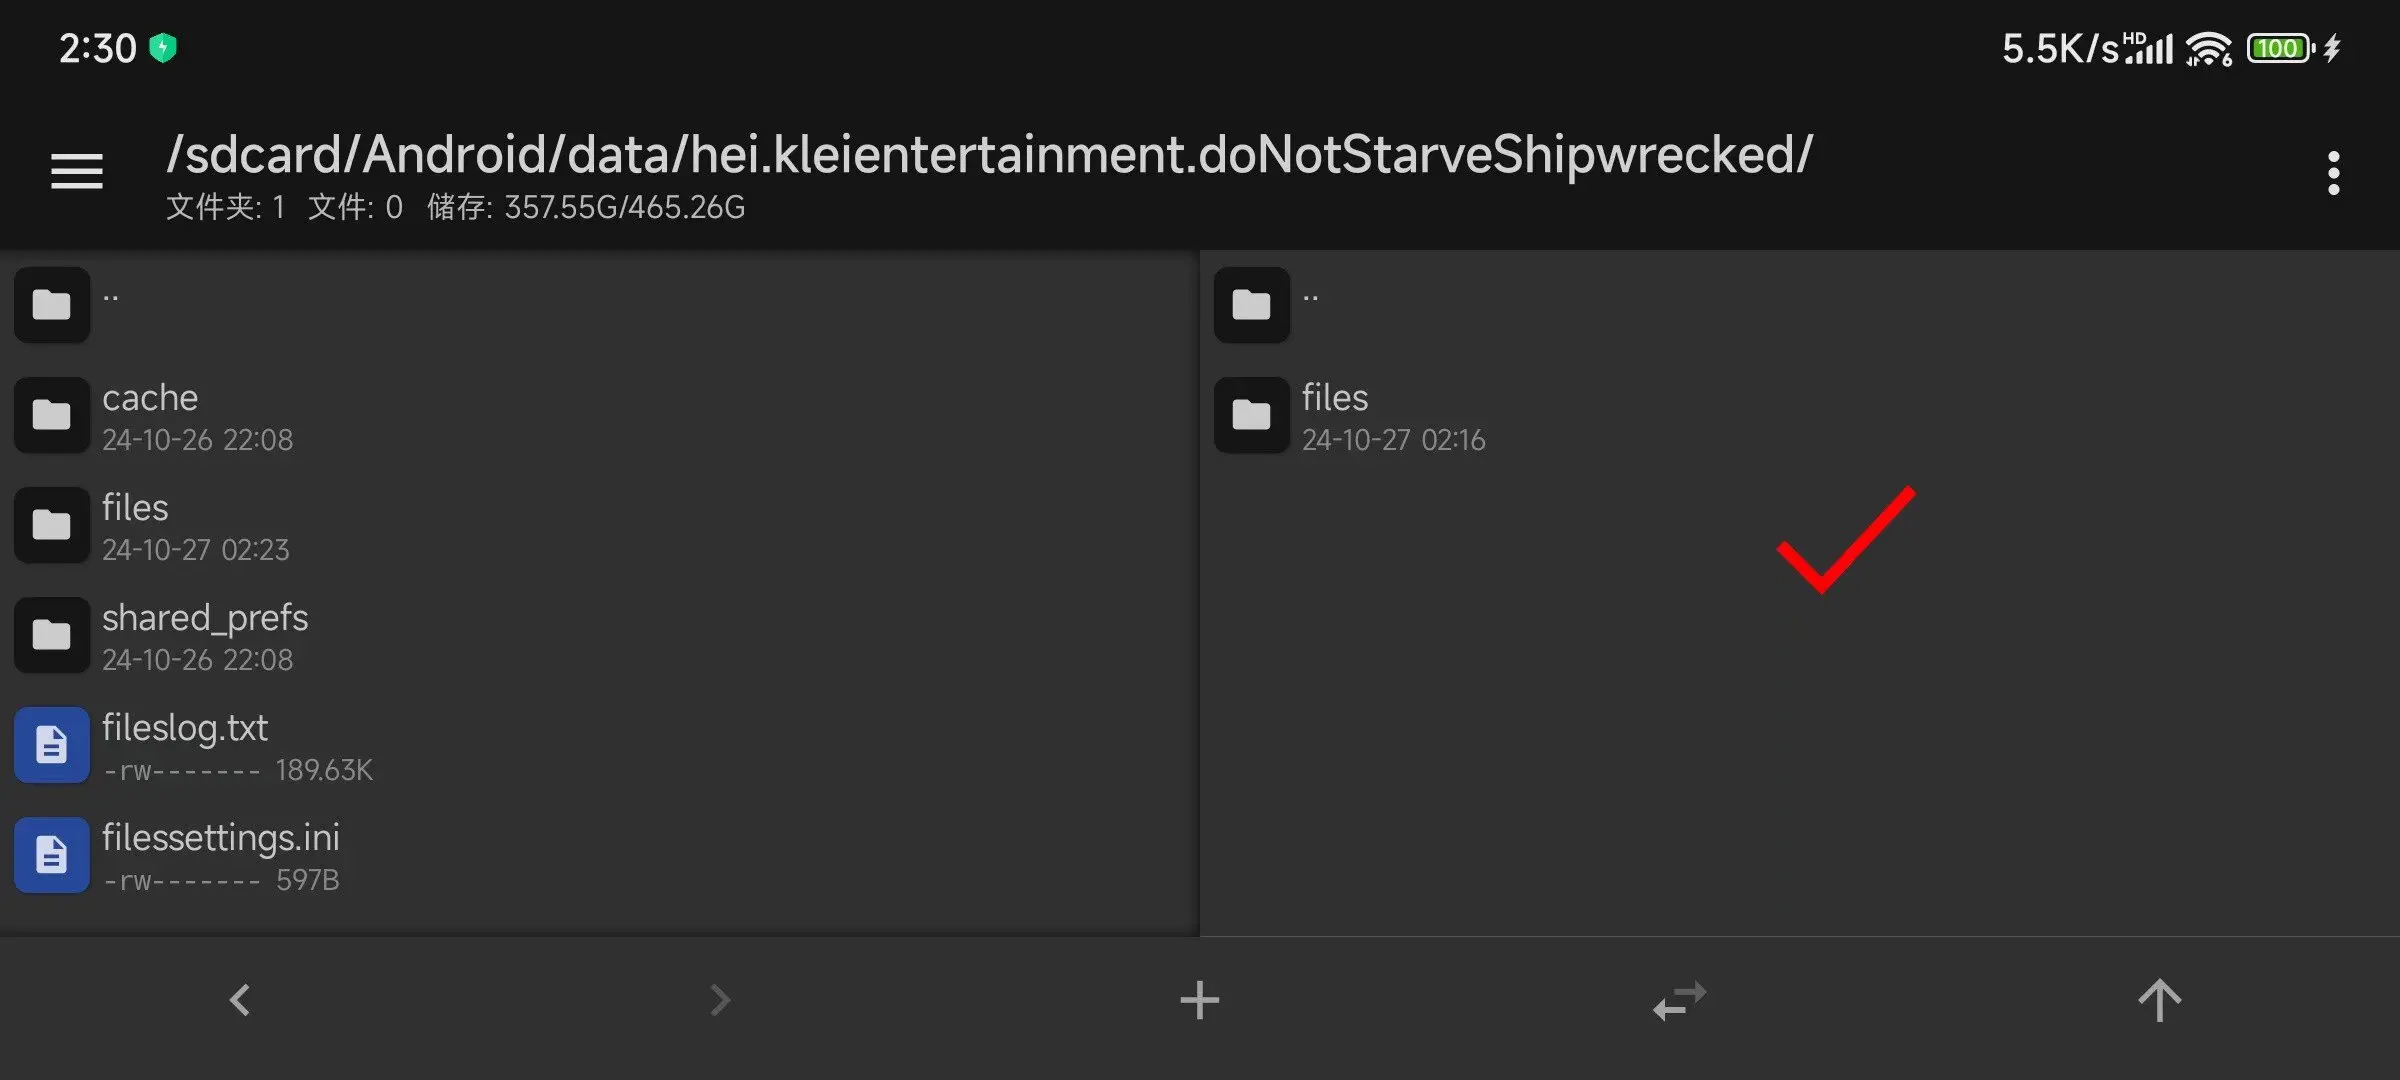 2:30
5.5K/s HD 6 100
/sdcard/Android/data/hei.kleientertainment.doNotStarveShipwrecked/
文件夹: 1 文件: 0 储存: 357.55G/465.26G
..
cache
24-10-26 22:08
files
24-10-27 02:23
shared_prefs
24-10-26 22:08
fileslog.txt
-rw------- 189.63K
filessettings.ini
-rw------- 597B
..
files
24-10-27 02:16